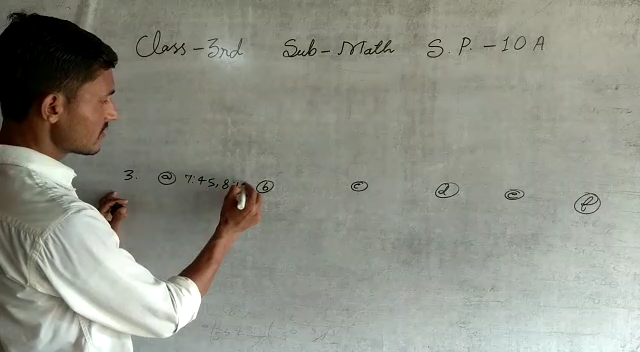 Class - 3rd Sub - Math S. P. - 10 A
3. ⓐ 7:45, 8: ⓑ ⓒ ⓓ ⓔ ⓕ